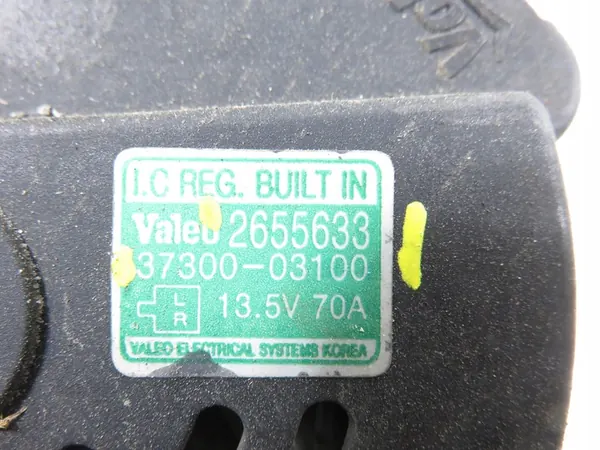 I.C REG. BUILT IN
Valeo 2655633
37300-03100
L
R 13.5V 70A
VALEO ELECTRICAL SYSTEMS KOREA